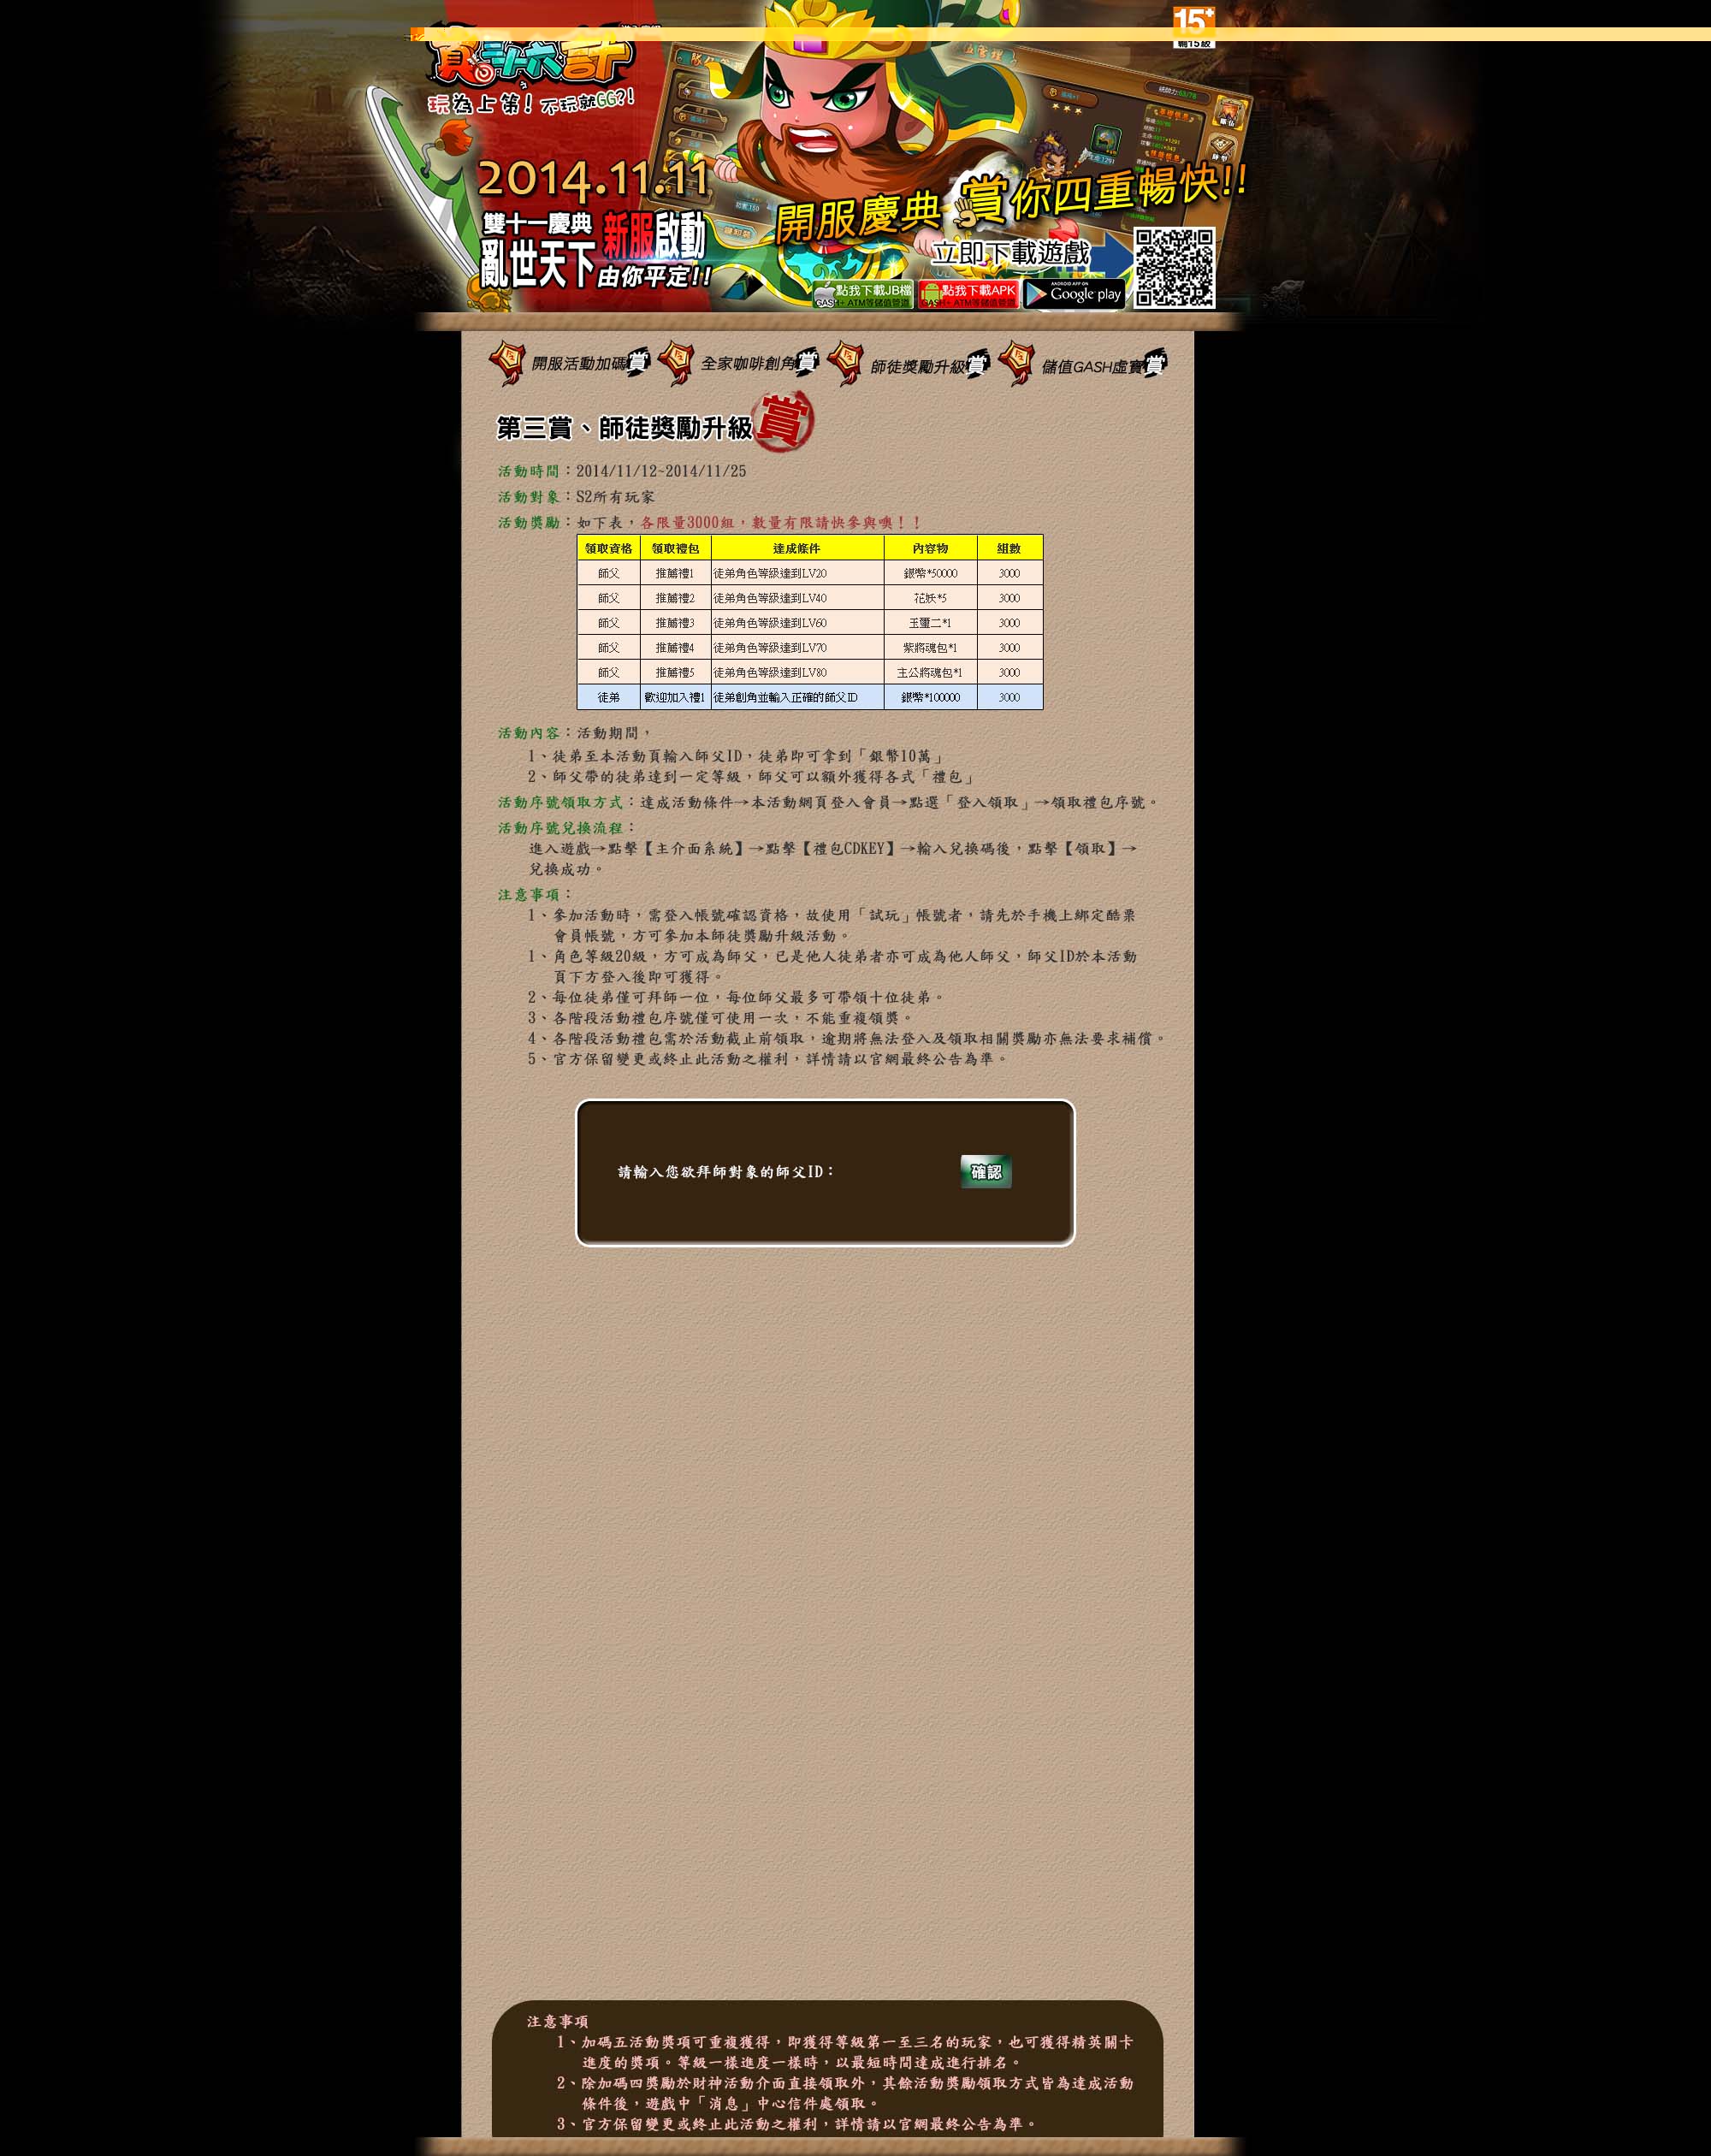 15+
輔15級
真三十六計
玩為上策！不玩就GG?!
2014.11.11
雙十一慶典 新服啟動
亂世天下 由你平定!!
開服慶典 賞你四重暢快!!
立即下載遊戲
點我下載JB檔
GASH+ATM等儲值管道
點我下載APK
GASH+ATM等儲值管道
ANDROID APP ON
Google play
開服活動加碼賞 全家咖啡創角賞 師徒獎勵升級賞 儲值GASH虛寶賞
第三賞、師徒獎勵升級賞
活動時間：2014/11/12~2014/11/25
活動對象：S2所有玩家
活動獎勵：如下表，各限量3000組，數量有限請快參與噢！！
領取資格 領取禮包 達成條件 內容物 組數
師父 推薦禮1 徒弟角色等級達到LV20 銀幣*50000 3000
師父 推薦禮2 徒弟角色等級達到LV40 花妖*5 3000
師父 推薦禮3 徒弟角色等級達到LV60 玉璽二*1 3000
師父 推薦禮4 徒弟角色等級達到LV70 紫將魂包*1 3000
師父 推薦禮5 徒弟角色等級達到LV80 主公將魂包*1 3000
徒弟 歡迎加入禮1 徒弟創角並輸入正確的師父ID 銀幣*100000 3000
活動內容：活動期間，
1、徒弟至本活動頁輸入師父ID，徒弟即可拿到「銀幣10萬」
2、師父帶的徒弟達到一定等級，師父可以額外獲得各式「禮包」
活動序號領取方式：達成活動條件→本活動網頁登入會員→點選「登入領取」→領取禮包序號。
活動序號兌換流程：
進入遊戲→點擊【主介面系統】→點擊【禮包CDKEY】→輸入兌換碼後，點擊【領取】→
兌換成功。
注意事項：
1、參加活動時，需登入帳號確認資格，故使用「試玩」帳號者，請先於手機上綁定酷栗
會員帳號，方可參加本師徒獎勵升級活動。
1、角色等級20級，方可成為師父，已是他人徒弟者亦可成為他人師父，師父ID於本活動
頁下方登入後即可獲得。
2、每位徒弟僅可拜師一位，每位師父最多可帶領十位徒弟。
3、各階段活動禮包序號僅可使用一次，不能重複領獎。
4、各階段活動禮包需於活動截止前領取，逾期將無法登入及領取相關獎勵亦無法要求補償。
5、官方保留變更或終止此活動之權利，詳情請以官網最終公告為準。
請輸入您欲拜師對象的師父ID：
確認
注意事項
1、加碼五活動獎項可重複獲得，即獲得等級第一至三名的玩家，也可獲得精英關卡
進度的獎項。等級一樣進度一樣時，以最短時間達成進行排名。
2、除加碼四獎勵於財神活動介面直接領取外，其餘活動獎勵領取方式皆為達成活動
條件後，遊戲中「消息」中心信件處領取。
3、官方保留變更或終止此活動之權利，詳情請以官網最終公告為準。